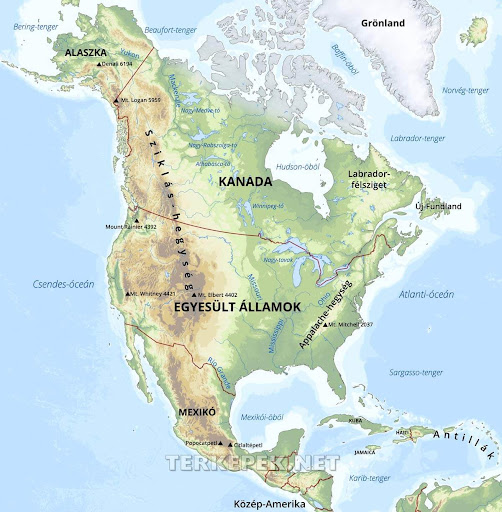 Grönland
Bering-tenger
Beaufort-tenger
ALASZKA
Yukon
Denali 6194
Baffin-öböl
Mt. Logan 5959
Mackenzie
Norvég-tenger
Nagy-Medve-tó
Labrador-tenger
Nagy-Rabszolga-tó
Athabasca-tó
Hudson-öböl
Sziklás-hegység
KANADA
Labrador-
félsziget
Winnipeg-tó
Új-Fundland
Mount Rainier 4392
Nagy-tavak
Csendes-óceán
Missouri
Mt. Whitney 4421
Mt. Elbert 4402
Ohio
Atlanti-óceán
EGYESÜLT ÁLLAMOK
Appalache-hegység
Mt. Mitchell 2037
Mississippi
Rio Grande
Sargasso-tenger
MEXIKÓ
Mexikói-öböl
KUBA
HAITI
Antillák
Popocatépetl
Citlaltépetl
JAMAICA
TERKEPEK.NET
Karib-tenger
Közép-Amerika